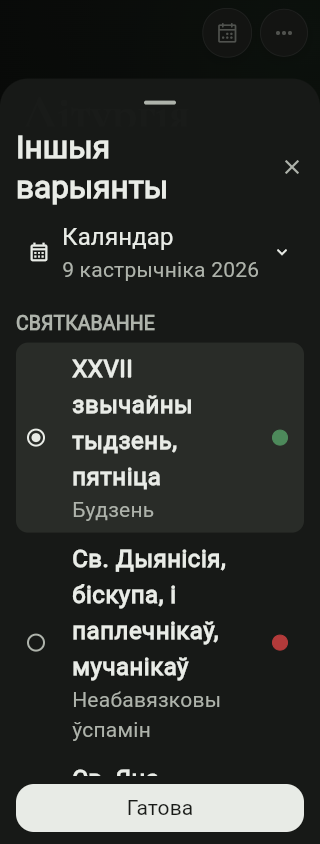 Іншыя
варыянты
Каляндар
9 кастрычніка 2026
СВЯТКАВАННЕ
XXVII
звычайны
тыдзень,
пятніца
Будзень
Св. Дыянісія,
біскупа, і
паплечнікаў,
мучанікаў
Неабавязковы
ўспамін
Гатова